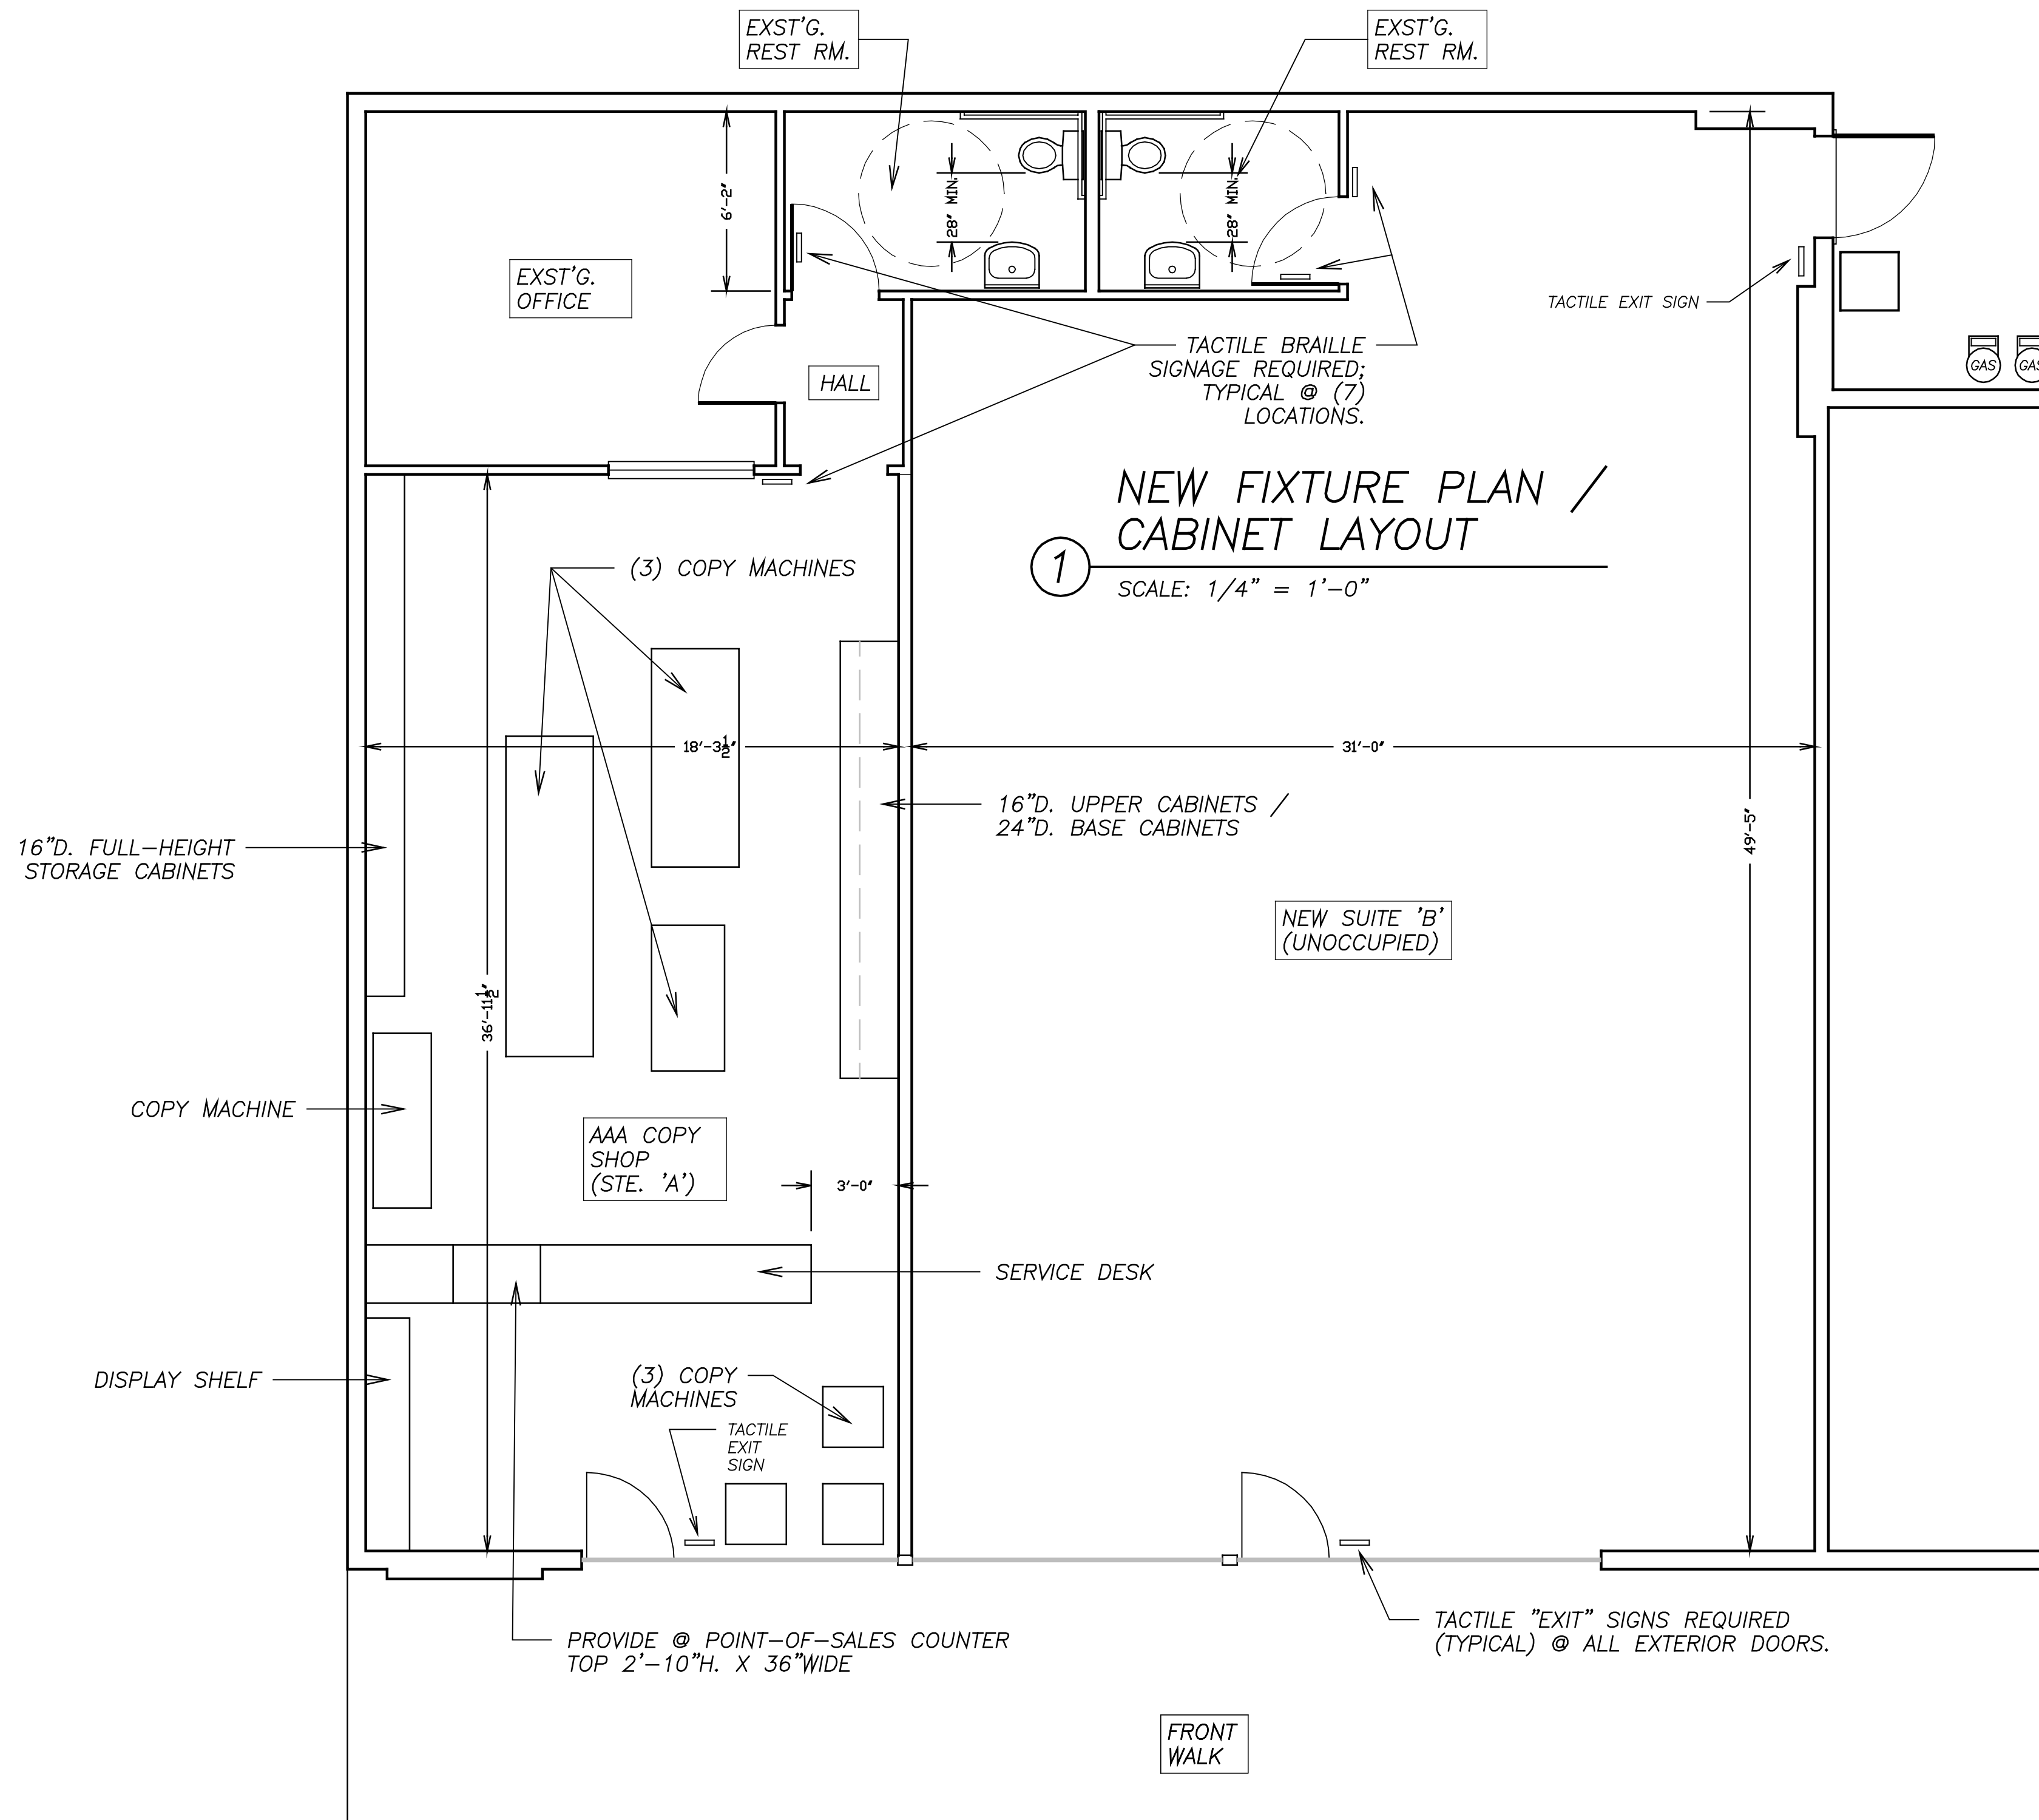 EXST'G.
REST RM.
EXST'G.
REST RM.
6'-2"
28" MIN.
28" MIN.
EXST'G.
OFFICE
TACTILE EXIT SIGN
GAS
GAS
HALL
TACTILE BRAILLE
SIGNAGE REQUIRED;
TYPICAL @ (7)
LOCATIONS.
NEW FIXTURE PLAN /
CABINET LAYOUT
1
SCALE: 1/4" = 1'-0"
(3) COPY MACHINES
18'-3 1/2"
31'-0"
16"D. UPPER CABINETS /
24"D. BASE CABINETS
49'-5"
16"D. FULL-HEIGHT
STORAGE CABINETS
NEW SUITE 'B'
(UNOCCUPIED)
36'-11 1/2"
COPY MACHINE
AAA COPY
SHOP
(STE. 'A')
3'-0"
SERVICE DESK
DISPLAY SHELF
(3) COPY
MACHINES
TACTILE
EXIT
SIGN
PROVIDE @ POINT-OF-SALES COUNTER
TOP 2'-10"H. X 36"WIDE
TACTILE "EXIT" SIGNS REQUIRED
(TYPICAL) @ ALL EXTERIOR DOORS.
FRONT
WALK